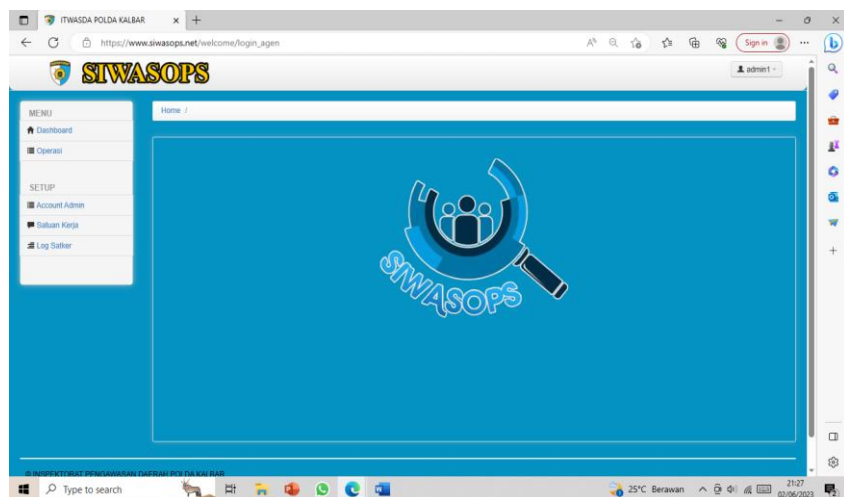 ITWASDA POLDA KALBAR
https://www.siwasops.net/welcome/login_agen
Sign in
SIWASOPS
admin1
MENU
Home /
Dashboard
Operasi
SETUP
Account Admin
Satuan Kerja
Log Satker
SIWASOPS
© INSPEKTORAT PENGAWASAN DAERAH POLDA KALBAR
Type to search
25°C Berawan
21:27
02/06/2023